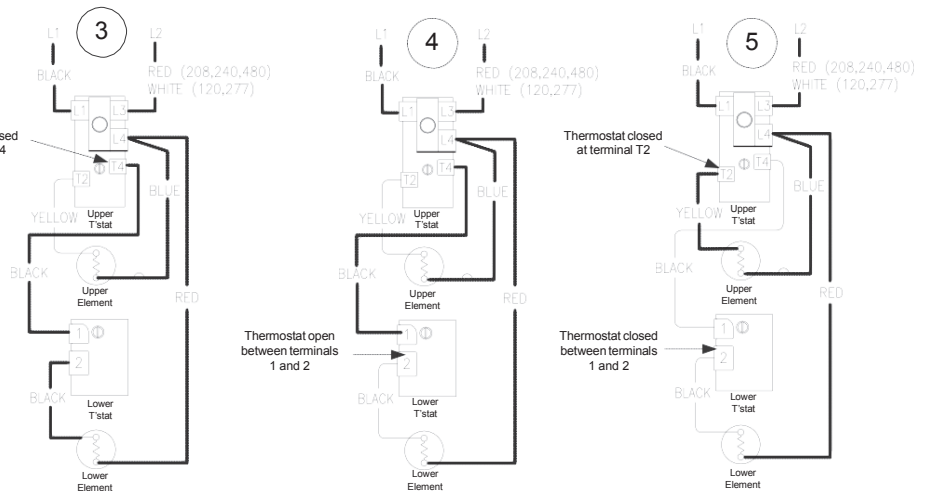 3
L1
L2
BLACK
RED (208,240,480)
WHITE (120,277)
L1
L3
L4
T4
T2
BLUE
YELLOW
Upper
T'stat
BLACK
Upper
Element
RED
1
2
BLACK
Lower
T'stat
Lower
Element
4
L1
L2
BLACK
RED (208,240,480)
WHITE (120,277)
L1
L3
L4
T4
T2
BLUE
YELLOW
Upper
T'stat
BLACK
Upper
Element
RED
Thermostat open
between terminals
1 and 2
1
2
BLACK
Lower
T'stat
Lower
Element
5
L1
L2
BLACK
RED (208,240,480)
WHITE (120,277)
L1
L3
L4
Thermostat closed
at terminal T2
T4
T2
BLUE
YELLOW
Upper
T'stat
BLACK
Upper
Element
RED
Thermostat closed
between terminals
1 and 2
1
2
BLACK
Lower
T'stat
Lower
Element